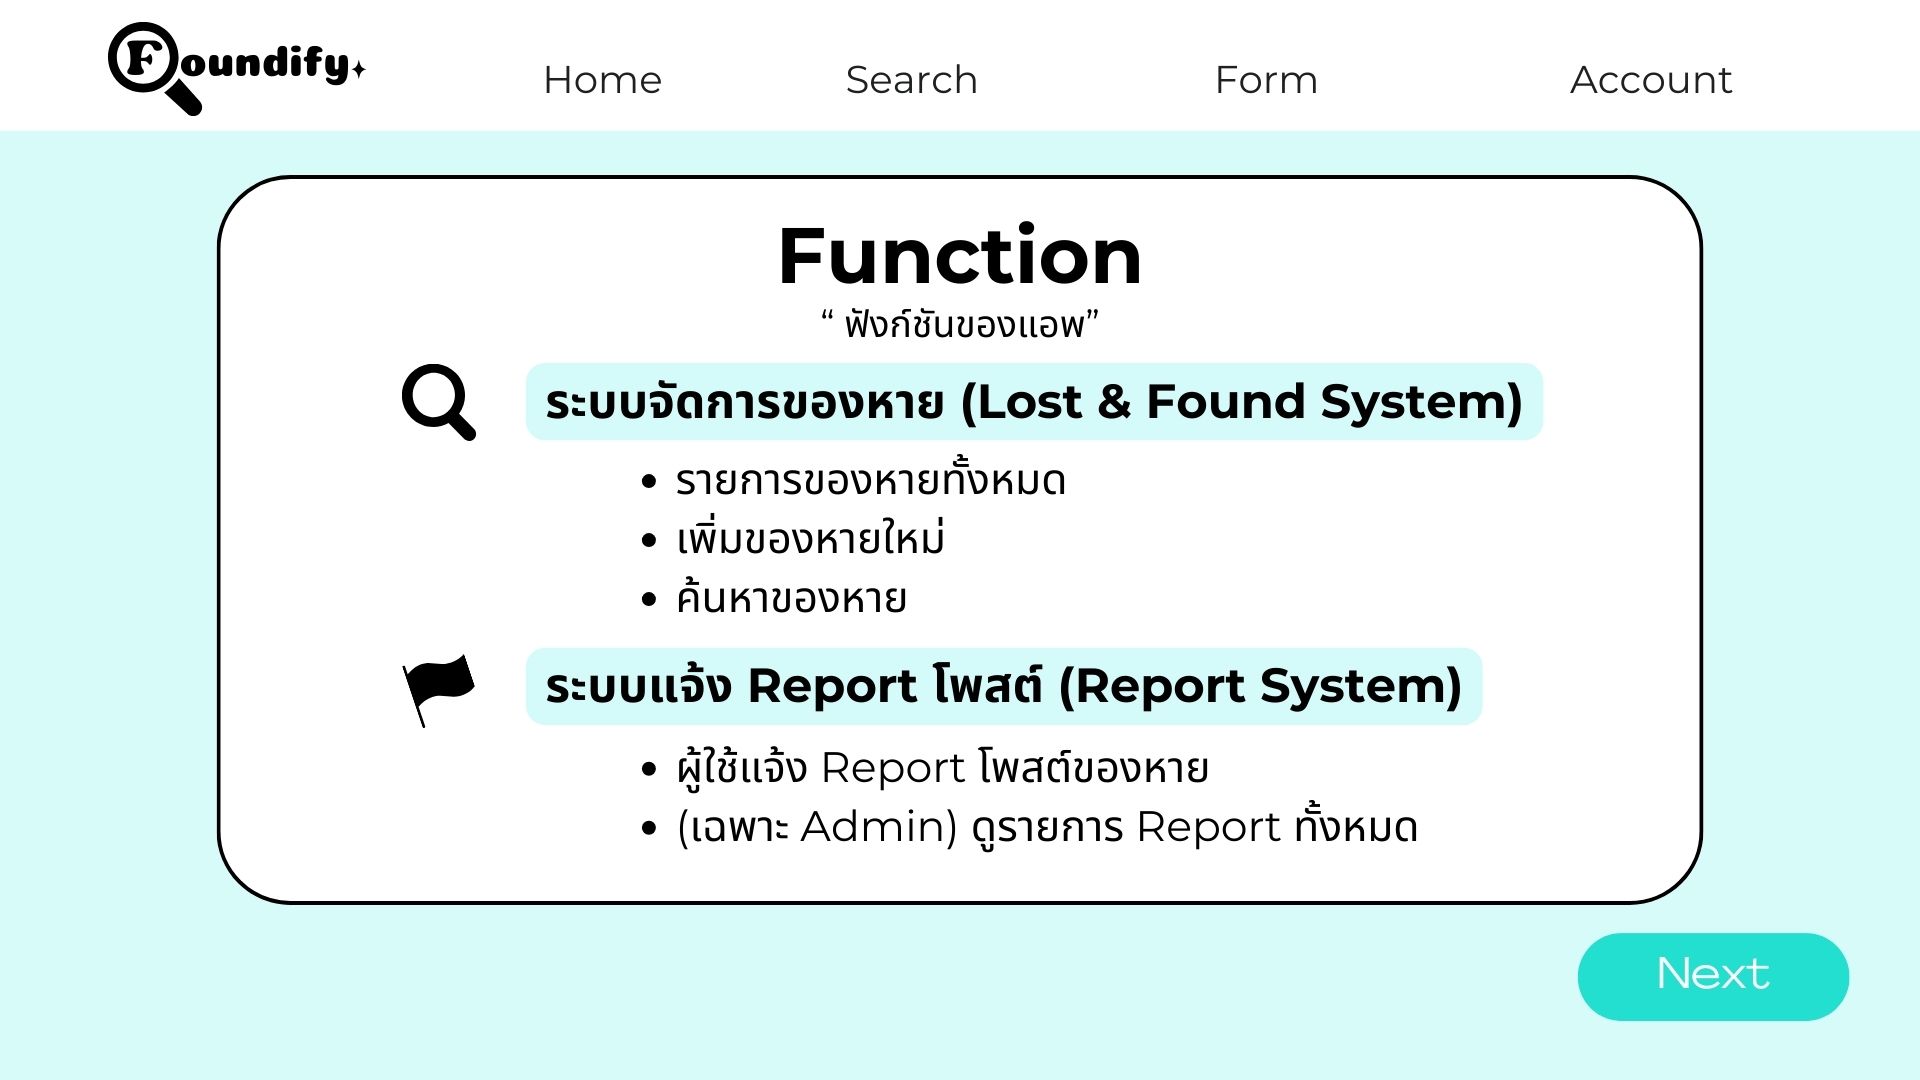 Foundify
Home Search Form Account
Function
“ ฟังก์ชันของแอพ”
ระบบจัดการของหาย (Lost & Found System)
• รายการของหายทั้งหมด
• เพิ่มของหายใหม่
• ค้นหาของหาย
ระบบแจ้ง Report โพสต์ (Report System)
• ผู้ใช้แจ้ง Report โพสต์ของหาย
• (เฉพาะ Admin) ดูรายการ Report ทั้งหมด
Next